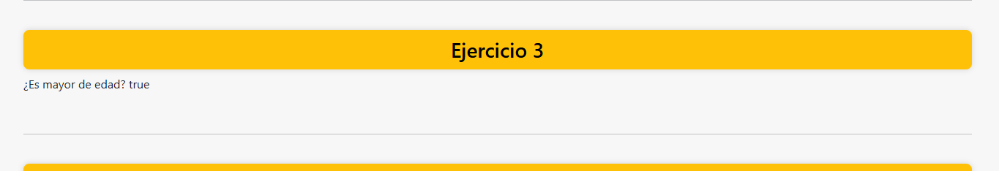 Ejercicio 3
¿Es mayor de edad? true